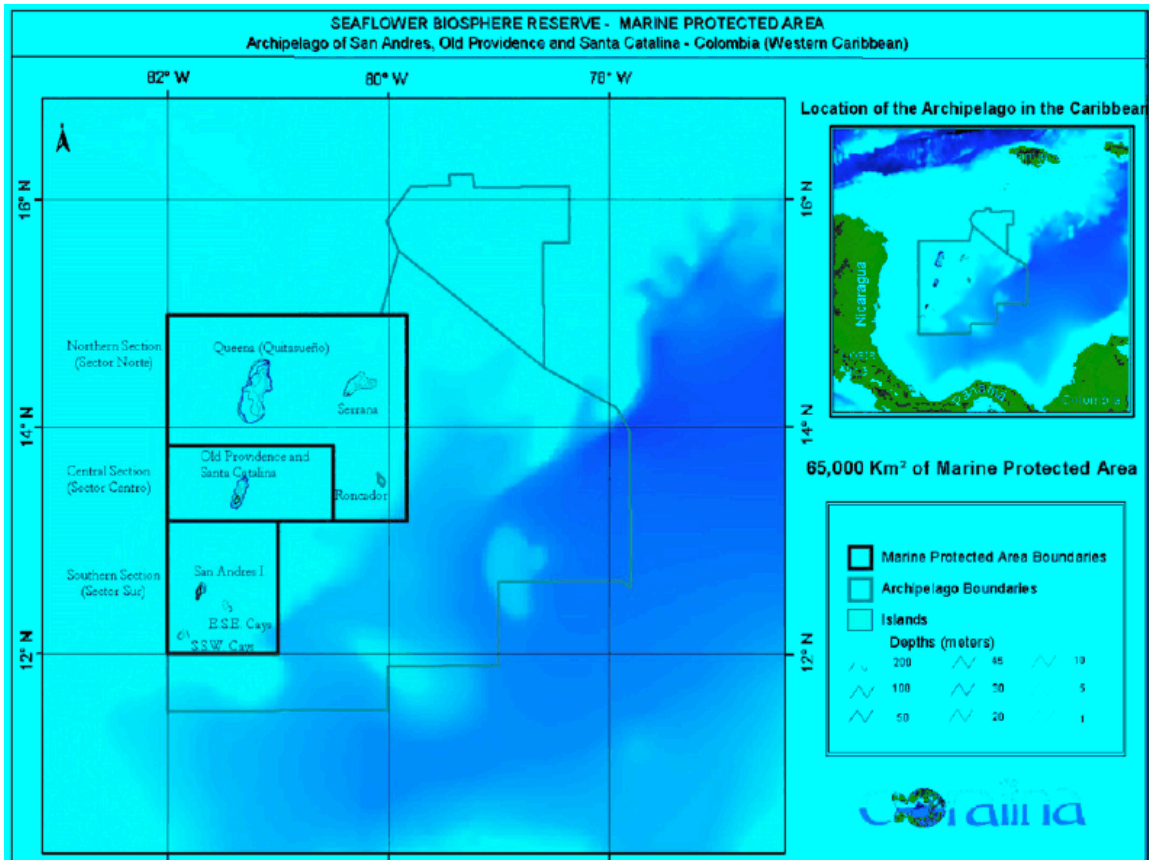 SEAFLOWER BIOSPHERE RESERVE - MARINE PROTECTED AREA
Archipelago of San Andres, Old Providence and Santa Catalina - Colombia (Western Caribbean)
82° W
80° W
78° W
16° N
16° N
14° N
14° N
12° N
12° N
Northern Section
(Sector Norte)
Queena (Quitasueño)
Serrana
Central Section
(Sector Centro)
Old Providence and
Santa Catalina
Roncador
Southern Section
(Sector Sur)
San Andres I
E.S.E. Cays
S.S.W. Cays
Location of the Archipelago in the Caribbean
Nicaragua
Panama
Colombia
65,000 Km² of Marine Protected Area
Marine Protected Area Boundaries
Archipelago Boundaries
Islands
Depths (meters)
200 45 10
100 30 5
50 20 1
coralina